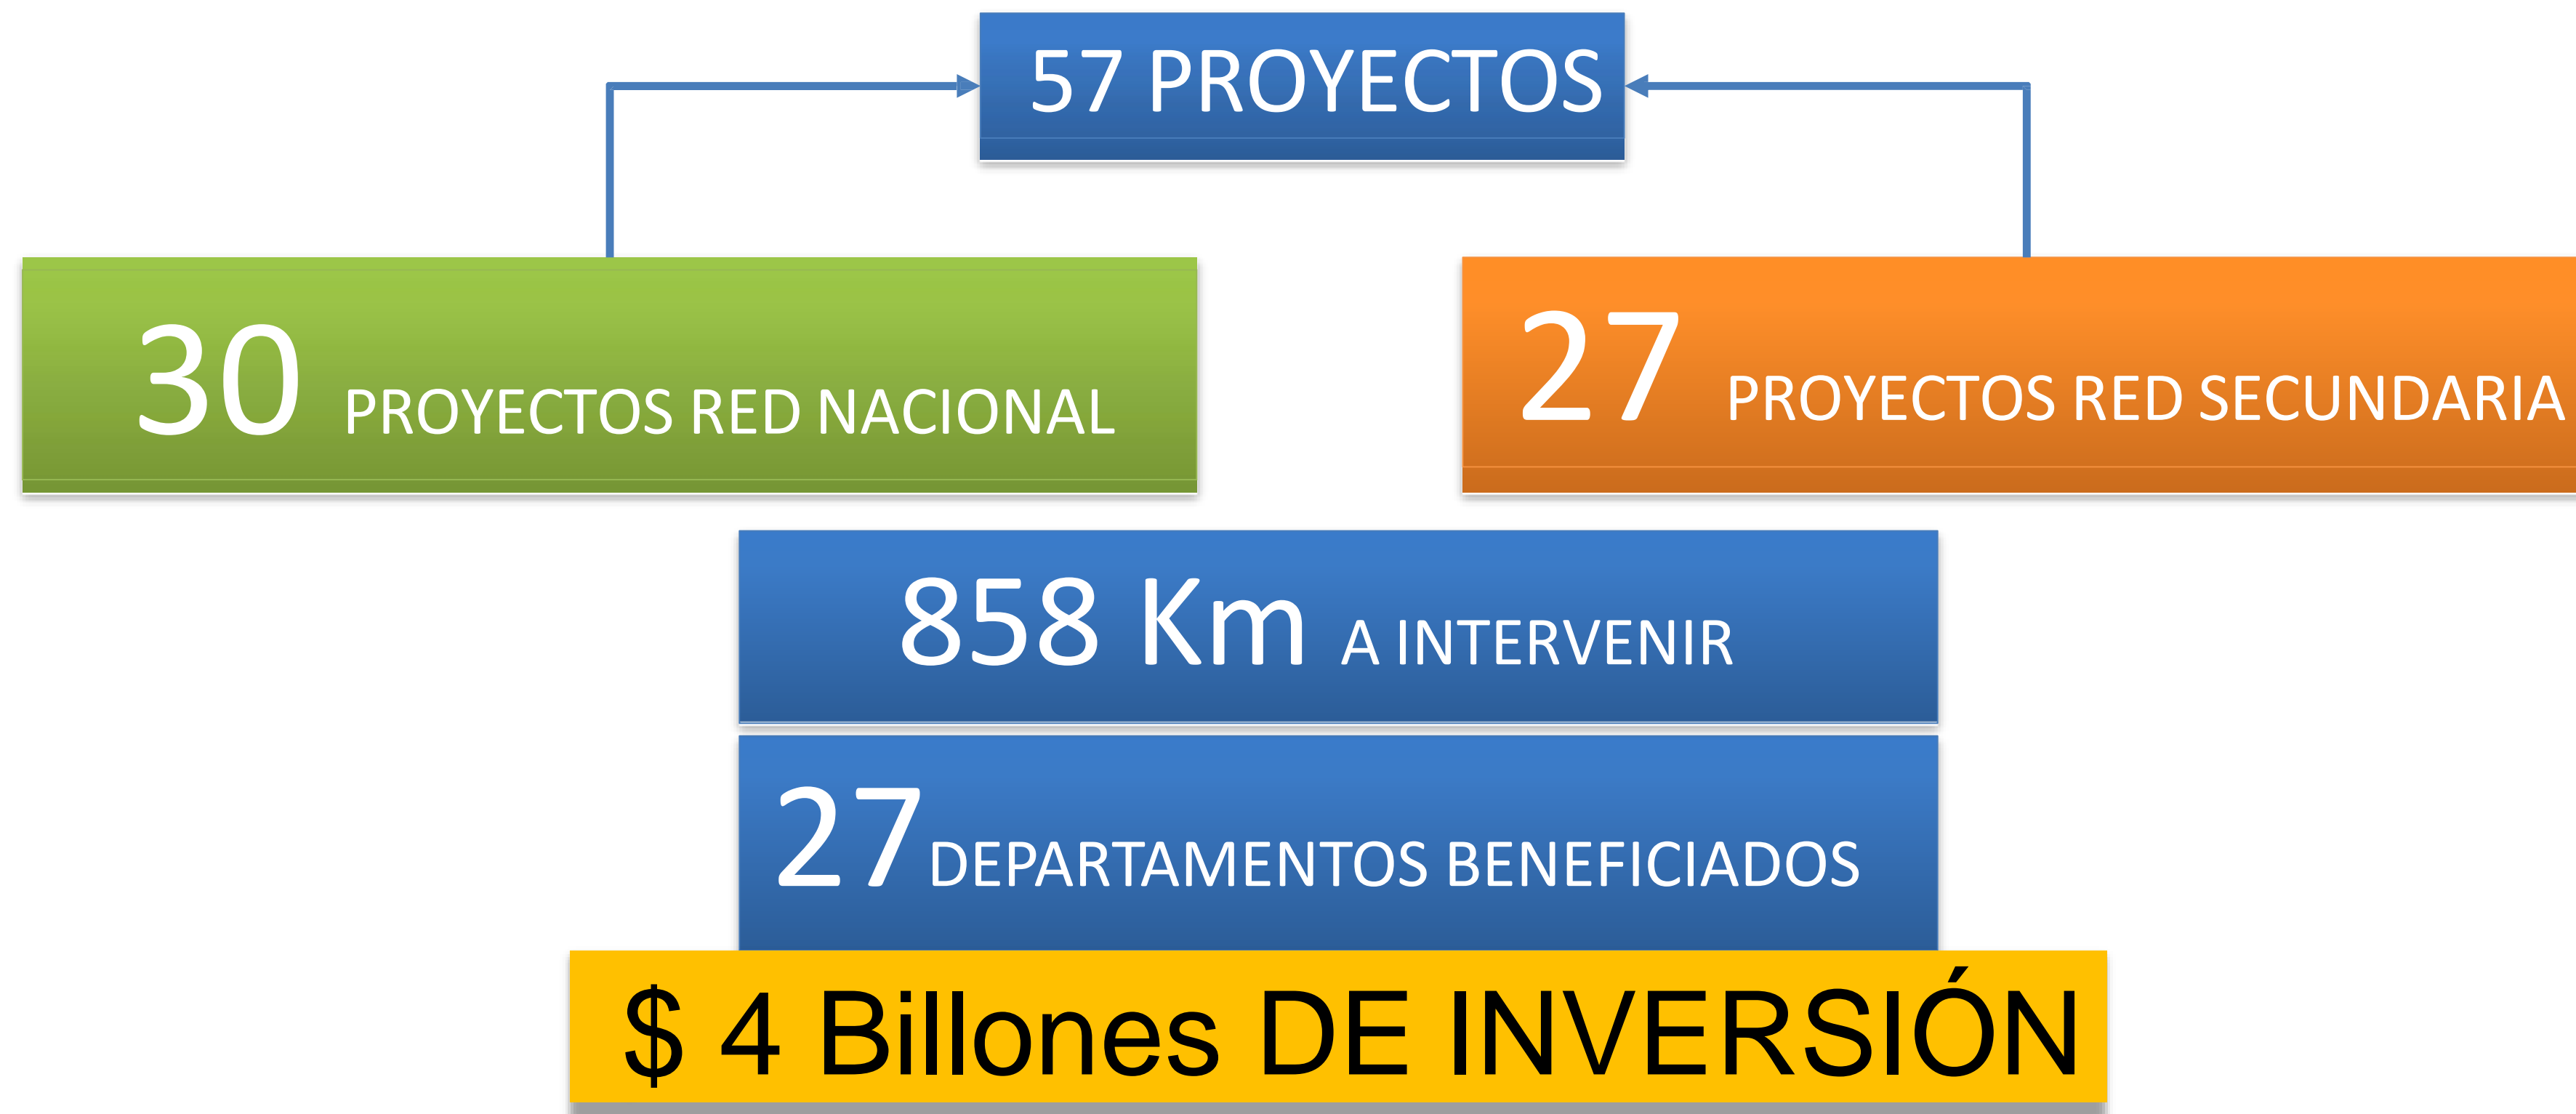 57 PROYECTOS
30 PROYECTOS RED NACIONAL
27 PROYECTOS RED SECUNDARIA
858 Km A INTERVENIR
27 DEPARTAMENTOS BENEFICIADOS
$ 4 Billones DE INVERSIÓN